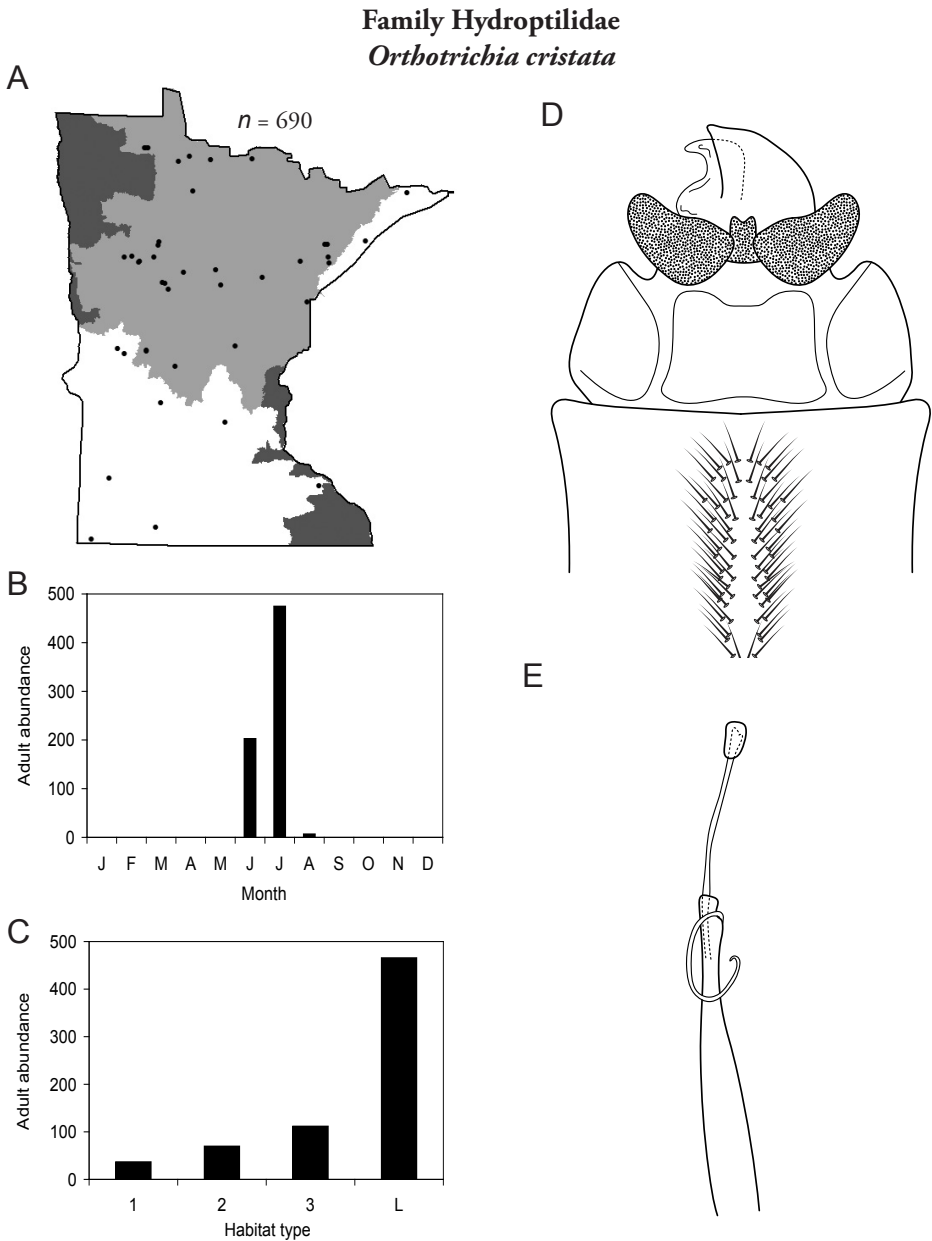 Family Hydroptilidae
Orthotrichia cristata
A
n = 690
B
500
400
300
200
100
0
Adult abundance
J F M A M J J A S O N D
Month
C
500
400
300
200
100
0
Adult abundance
1 2 3 L
Habitat type
D
E